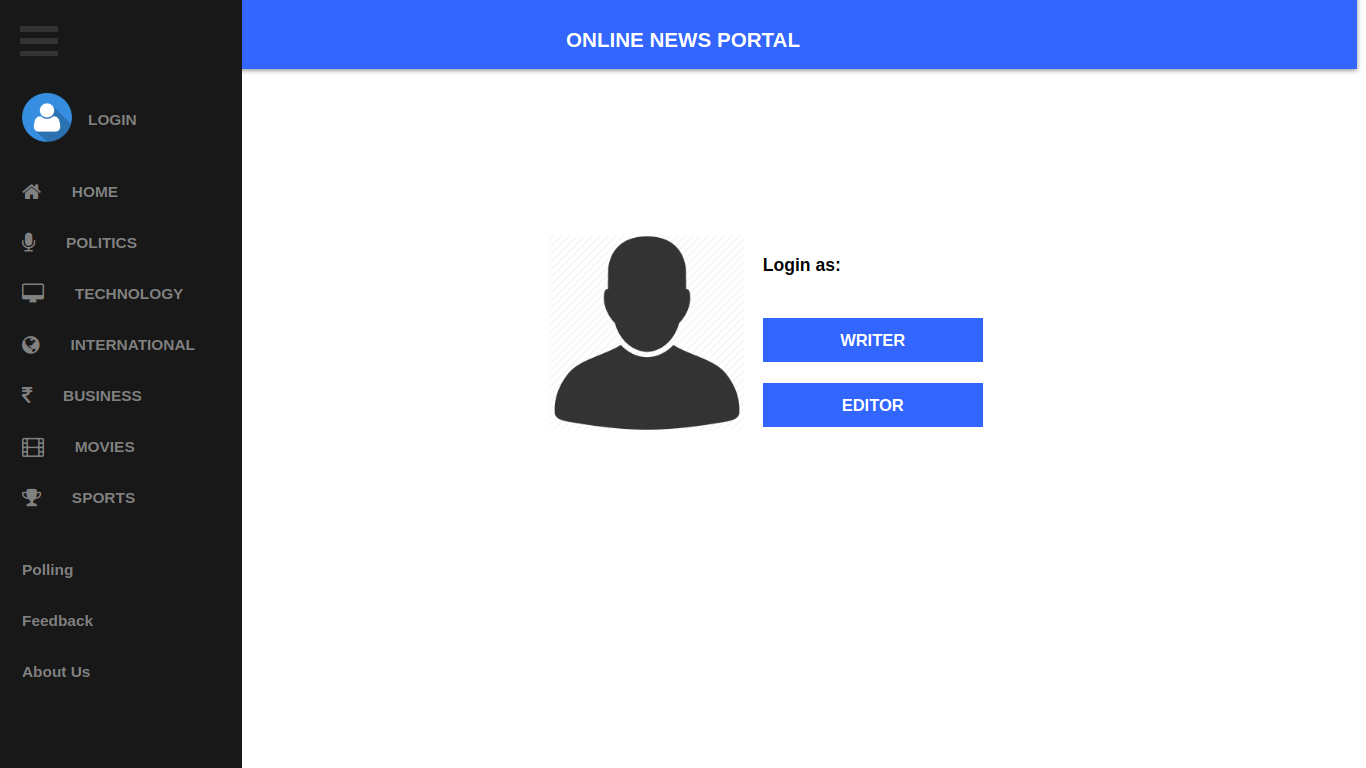 ONLINE NEWS PORTAL
LOGIN
HOME
POLITICS
TECHNOLOGY
INTERNATIONAL
BUSINESS
MOVIES
SPORTS
Polling
Feedback
About Us
Login as:
WRITER
EDITOR